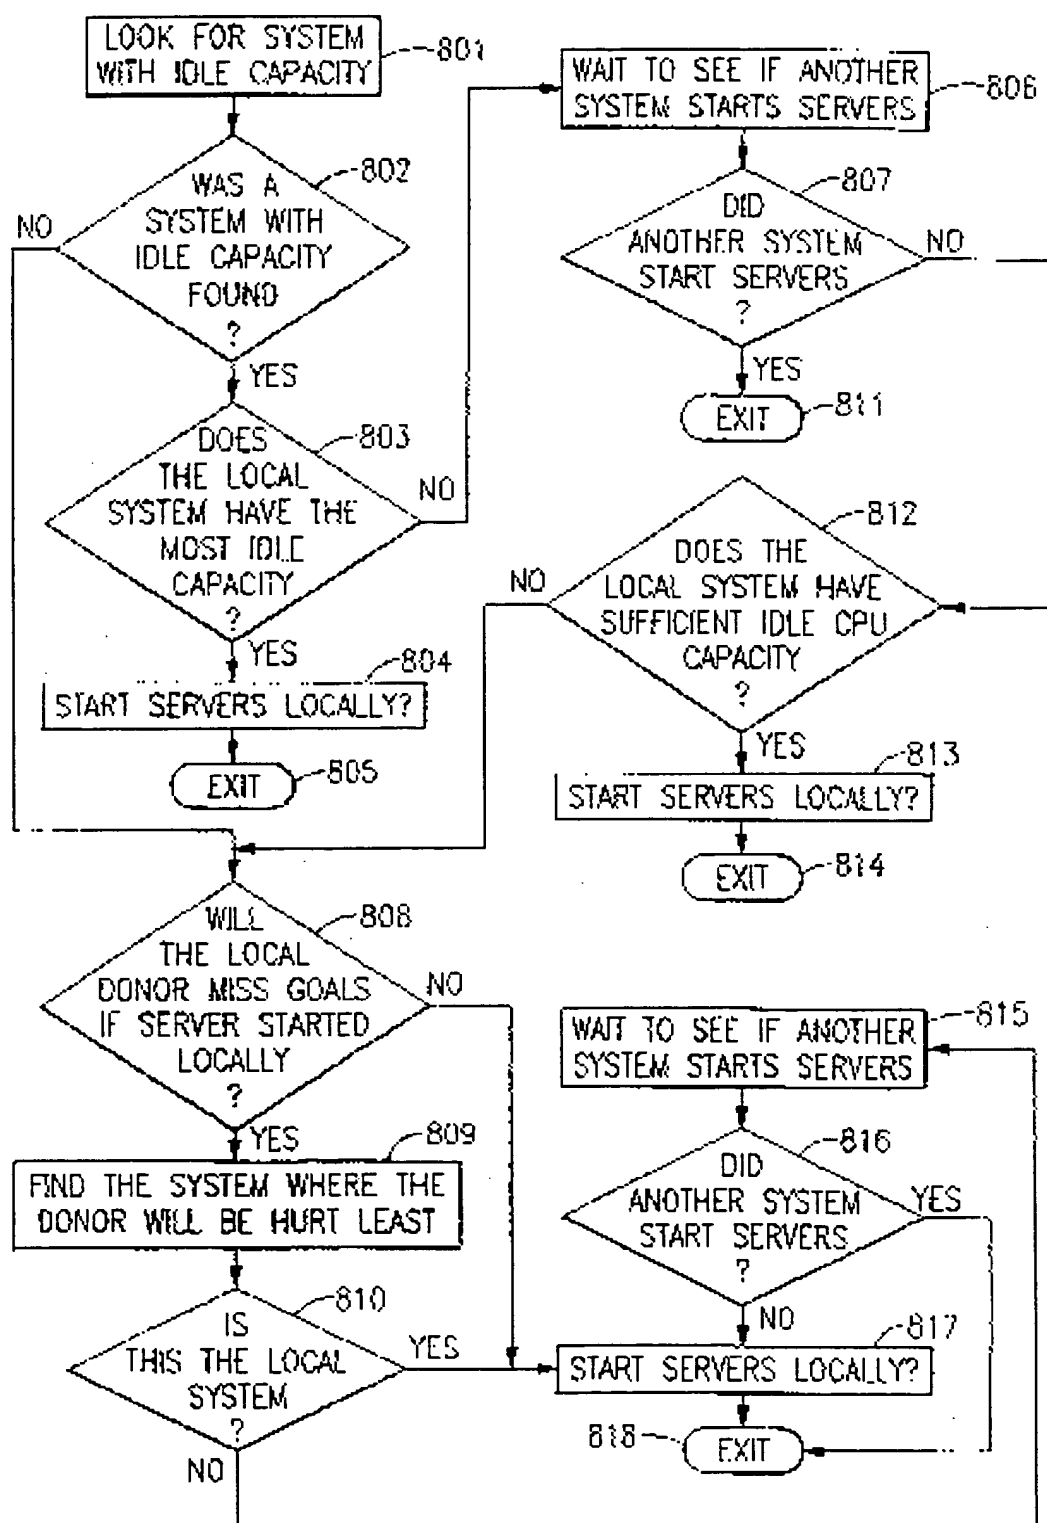 LOOK FOR SYSTEM
WITH IDLE CAPACITY
801
WAS A
SYSTEM WITH
IDLE CAPACITY
FOUND
?
802
NO
YES
DOES
THE LOCAL
SYSTEM HAVE THE
MOST IDLE
CAPACITY
?
803
NO
YES
START SERVERS LOCALLY?
804
EXIT
805
WAIT TO SEE IF ANOTHER
SYSTEM STARTS SERVERS
806
DID
ANOTHER SYSTEM
START SERVERS
?
807
NO
YES
EXIT
811
DOES THE
LOCAL SYSTEM HAVE
SUFFICIENT IDLE CPU
CAPACITY
?
812
NO
YES
START SERVERS LOCALLY?
813
EXIT
814
WILL
THE LOCAL
DONOR MISS GOALS
IF SERVER STARTED
LOCALLY
?
808
NO
YES
FIND THE SYSTEM WHERE THE
DONOR WILL BE HURT LEAST
809
IS
THIS THE LOCAL
SYSTEM
?
810
YES
NO
WAIT TO SEE IF ANOTHER
SYSTEM STARTS SERVERS
815
DID
ANOTHER SYSTEM
START SERVERS
?
816
YES
NO
START SERVERS LOCALLY?
817
EXIT
818